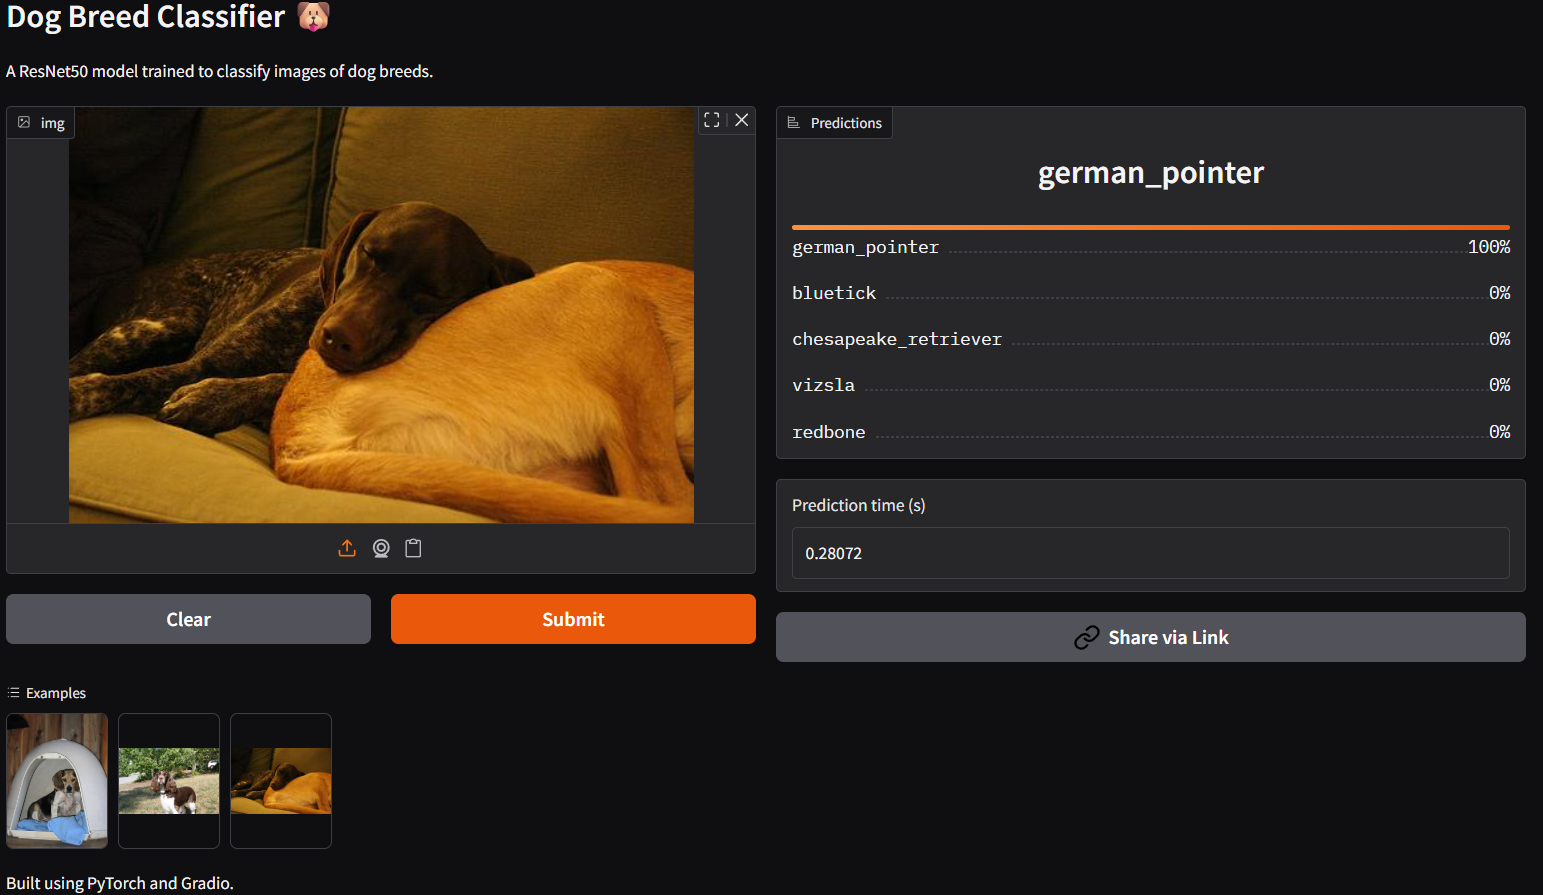 Dog Breed Classifier
A ResNet50 model trained to classify images of dog breeds.
img
Predictions
german_pointer
german_pointer 100%
bluetick 0%
chesapeake_retriever 0%
vizsla 0%
redbone 0%
Prediction time (s)
0.28072
Clear
Submit
Share via Link
Examples
Built using PyTorch and Gradio.